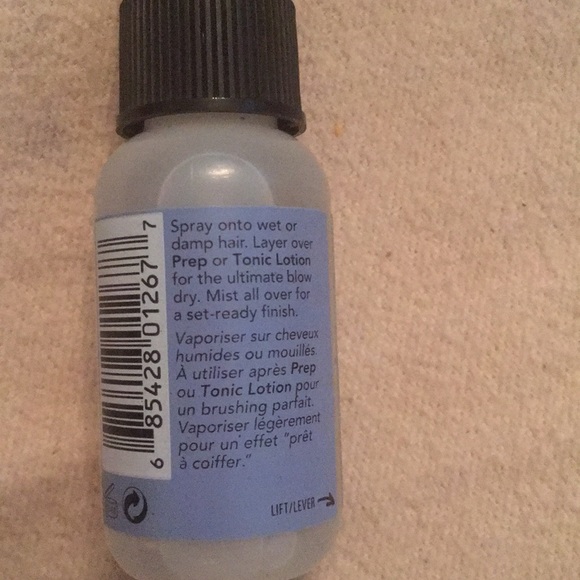 Spray onto wet or
damp hair. Layer over
Prep or Tonic Lotion
for the ultimate blow
dry. Mist all over for
a set-ready finish.
Vaporiser sur cheveux
humides ou mouillés.
À utiliser après Prep
ou Tonic Lotion pour
un brushing parfait.
Vaporiser légèrement
pour un effet "prêt
à coiffer."
LIFT/LEVER
6 85428 01267 7